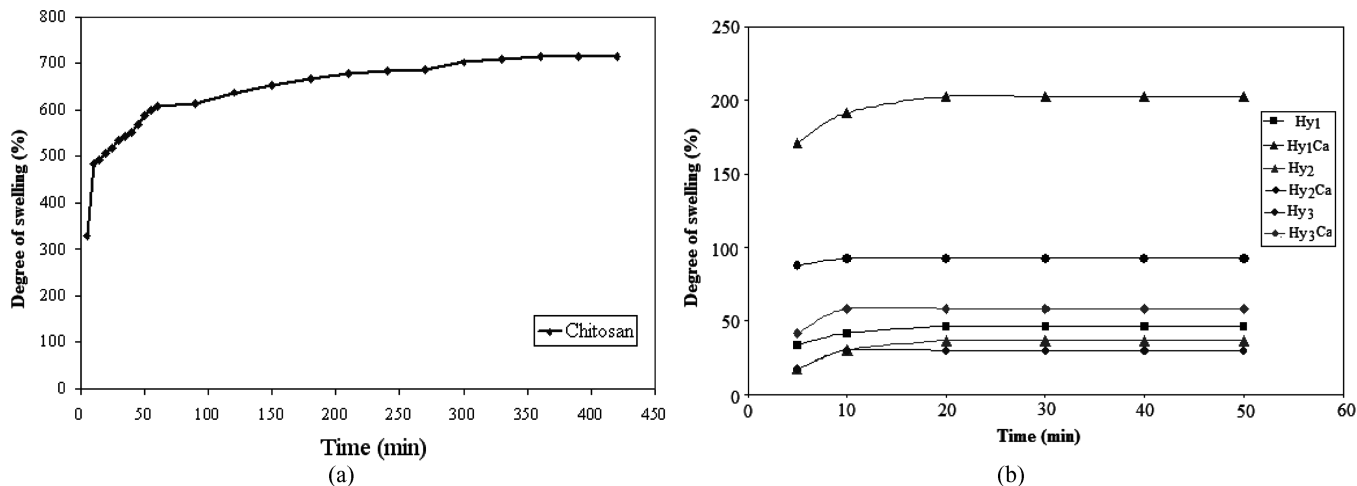 800
700
600
500
400
300
200
100
0
Degree of swelling (%)
Chitosan
0 50 100 150 200 250 300 350 400 450
Time (min)
(a)
250
200
150
100
50
0
Degree of swelling (%)
Hy1
Hy1Ca
Hy2
Hy2Ca
Hy3
Hy3Ca
0 10 20 30 40 50 60
Time (min)
(b)